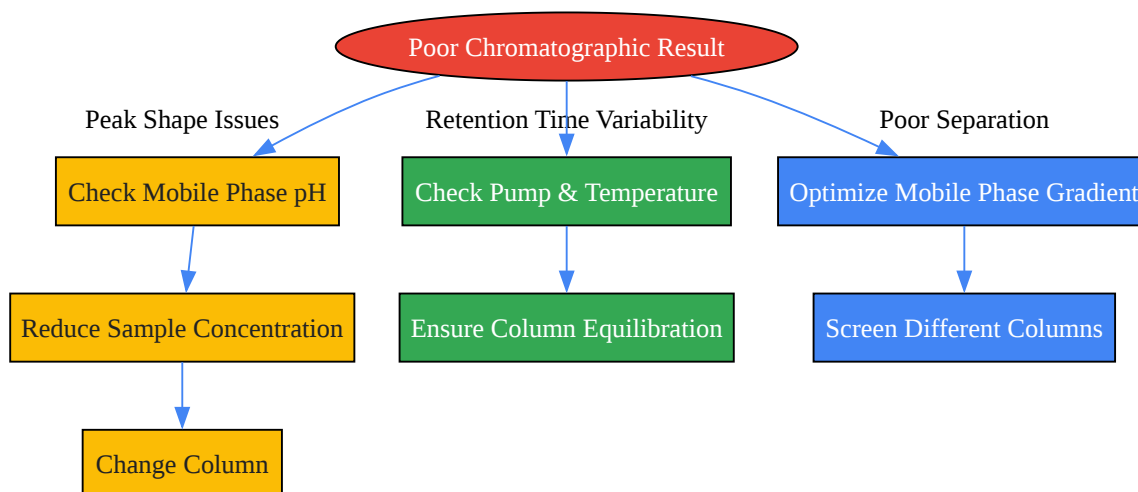 Poor Chromatographic Result
Peak Shape Issues
Retention Time Variability
Poor Separation
Check Mobile Phase pH
Check Pump & Temperature
Optimize Mobile Phase Gradient
Reduce Sample Concentration
Ensure Column Equilibration
Screen Different Columns
Change Column